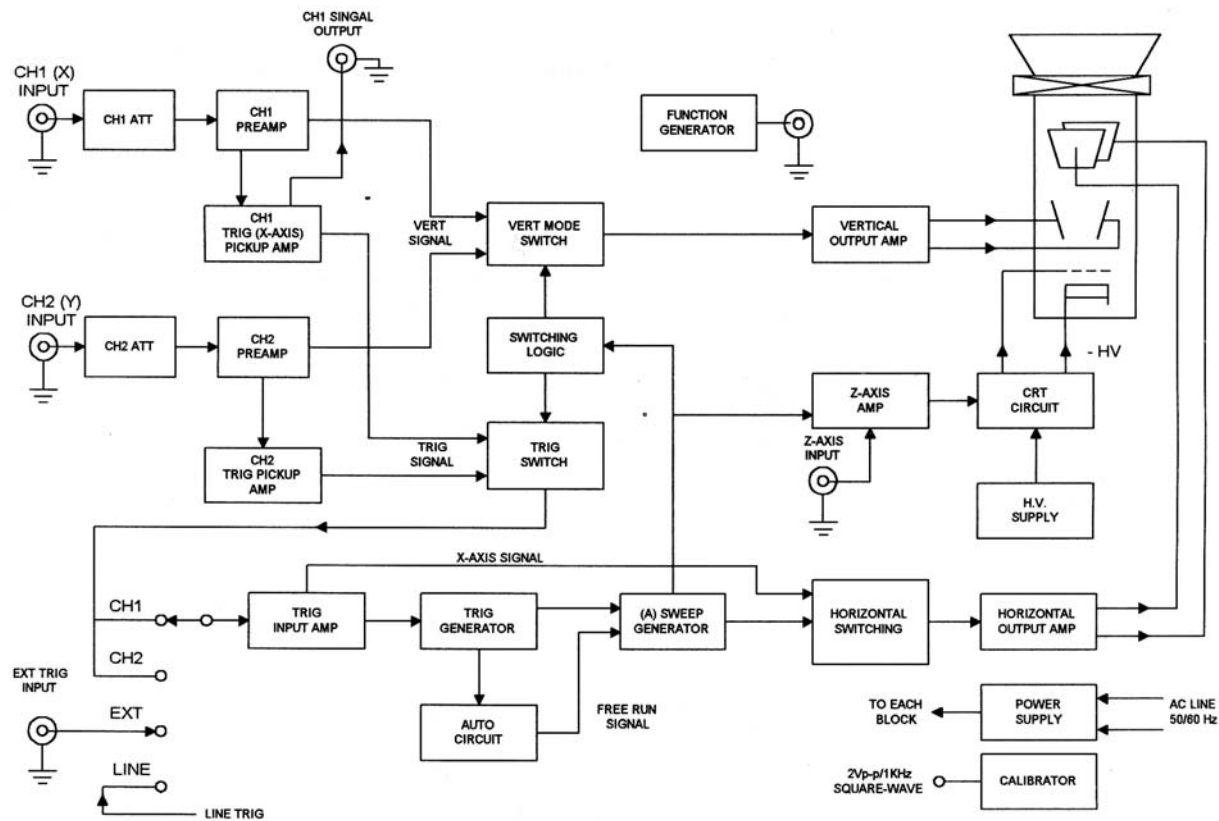 CH1 SINGAL
OUTPUT
CH1 (X)
INPUT
CH1 ATT
CH1
PREAMP
FUNCTION
GENERATOR
CH1
TRIG (X-AXIS)
PICKUP AMP
VERT
SIGNAL
VERT MODE
SWITCH
VERTICAL
OUTPUT AMP
CH2 (Y)
INPUT
CH2 ATT
CH2
PREAMP
SWITCHING
LOGIC
- HV
Z-AXIS
AMP
CRT
CIRCUIT
CH2
TRIG PICKUP
AMP
TRIG
SIGNAL
TRIG
SWITCH
Z-AXIS
INPUT
H.V.
SUPPLY
X-AXIS SIGNAL
CH1
TRIG
INPUT AMP
TRIG
GENERATOR
(A) SWEEP
GENERATOR
HORIZONTAL
SWITCHING
HORIZONTAL
OUTPUT AMP
CH2
EXT TRIG
INPUT
EXT
AUTO
CIRCUIT
FREE RUN
SIGNAL
TO EACH
BLOCK
POWER
SUPPLY
AC LINE
50/60 Hz
LINE
LINE TRIG
2Vp-p/1KHz
SQUARE-WAVE
CALIBRATOR